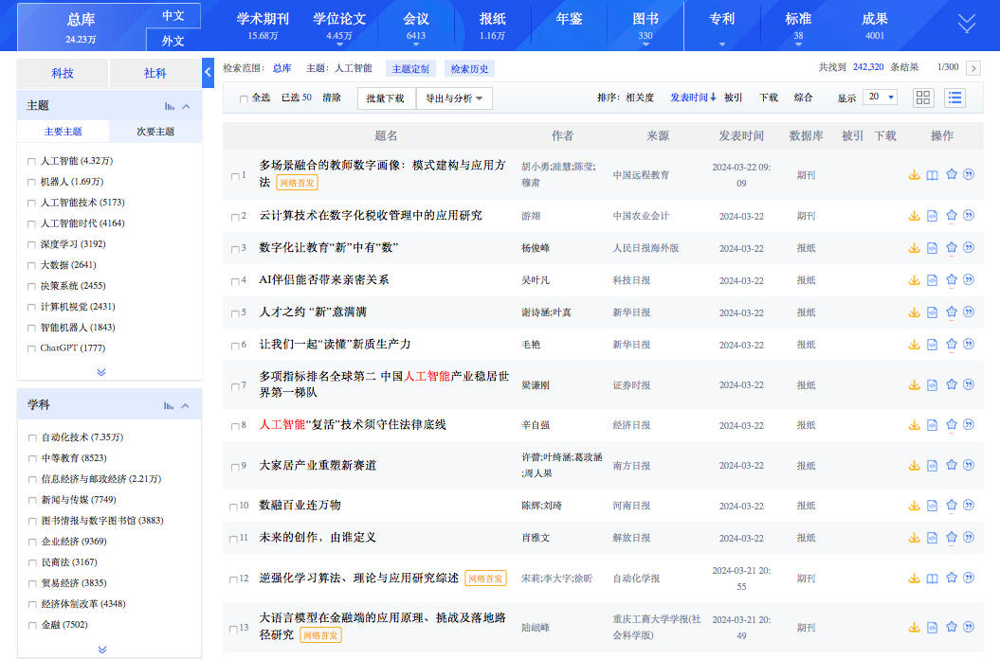 总库 24.23万 中文 外文
学术期刊 学位论文 会议 报纸 年鉴 图书 专利 标准 成果
15.68万 4.45万 6413 1.16万 330 38 4001
科技 社科
检索范围：总库 主题：人工智能 主题定制 检索历史 共找到 242,320 条结果 1/300
全选 已选 50 清除 批量下载 导出与分析 排序：相关度 发表时间 被引 下载 综合 显示 20
主题
主要主题 次要主题
人工智能 (4.32万)
机器人 (1.69万)
人工智能技术 (5173)
人工智能时代 (4164)
深度学习 (3192)
大数据 (2641)
决策系统 (2455)
计算机视觉 (2431)
智能机器人 (1843)
ChatGPT (1777)
学科
自动化技术 (7.35万)
中等教育 (8523)
信息经济与邮政经济 (2.21万)
新闻与传媒 (7749)
图书情报与数字图书馆 (3883)
企业经济 (9369)
民商法 (3167)
贸易经济 (3835)
经济体制改革 (4348)
金融 (7502)
题名 作者 来源 发表时间 数据库 被引 下载 操作
1 多场景融合的教师数字画像：模式建构与应用方 胡小勇;眭慧;陈莹; 中国远程教育 2024-03-22 09: 期刊
法 网络首发 穆肃 09
2 云计算技术在数字化税收管理中的应用研究 游翊 中国农业会计 2024-03-22 期刊
3 数字化让教育“新”中有“数” 杨俊峰 人民日报海外版 2024-03-22 报纸
4 AI伴侣能否带来亲密关系 吴叶凡 科技日报 2024-03-22 报纸
5 人才之约 “新”意满满 谢诗涵;叶真 新华日报 2024-03-22 报纸
6 让我们一起“读懂”新质生产力 毛艳 新华日报 2024-03-22 报纸
7 多项指标排名全球第二 中国人工智能产业稳居世 梁谦刚 证券时报 2024-03-22 报纸
界第一梯队
8 人工智能“复活”技术须守住法律底线 辛自强 经济日报 2024-03-22 报纸
9 大家居产业重塑新赛道 许蕾;叶绮涵;葛政涵 南方日报 2024-03-22 报纸
;周人果
10 数融百业连万物 陈辉;刘琦 河南日报 2024-03-22 报纸
11 未来的创作，由谁定义 肖雅文 解放日报 2024-03-22 报纸
12 逆强化学习算法、理论与应用研究综述 网络首发 宋莉;李大字;徐昕 自动化学报 2024-03-21 20: 期刊
55
13 大语言模型在金融端的应用原理、挑战及落地路 陆岷峰 重庆工商大学学报(社 2024-03-21 20: 期刊
径研究 网络首发 会科学版) 49